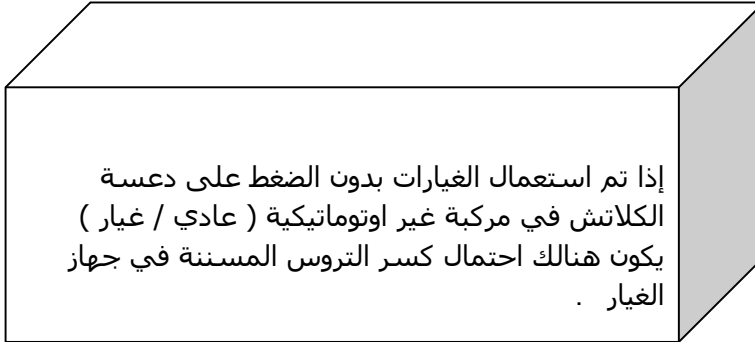 إذا تم استعمال الغيارات بدون الضغط على دعسة
الكلاتش في مركبة غير اوتوماتيكية ( عادي / غيار )
يكون هنالك احتمال كسر التروس المسننة في جهاز
الغيار .